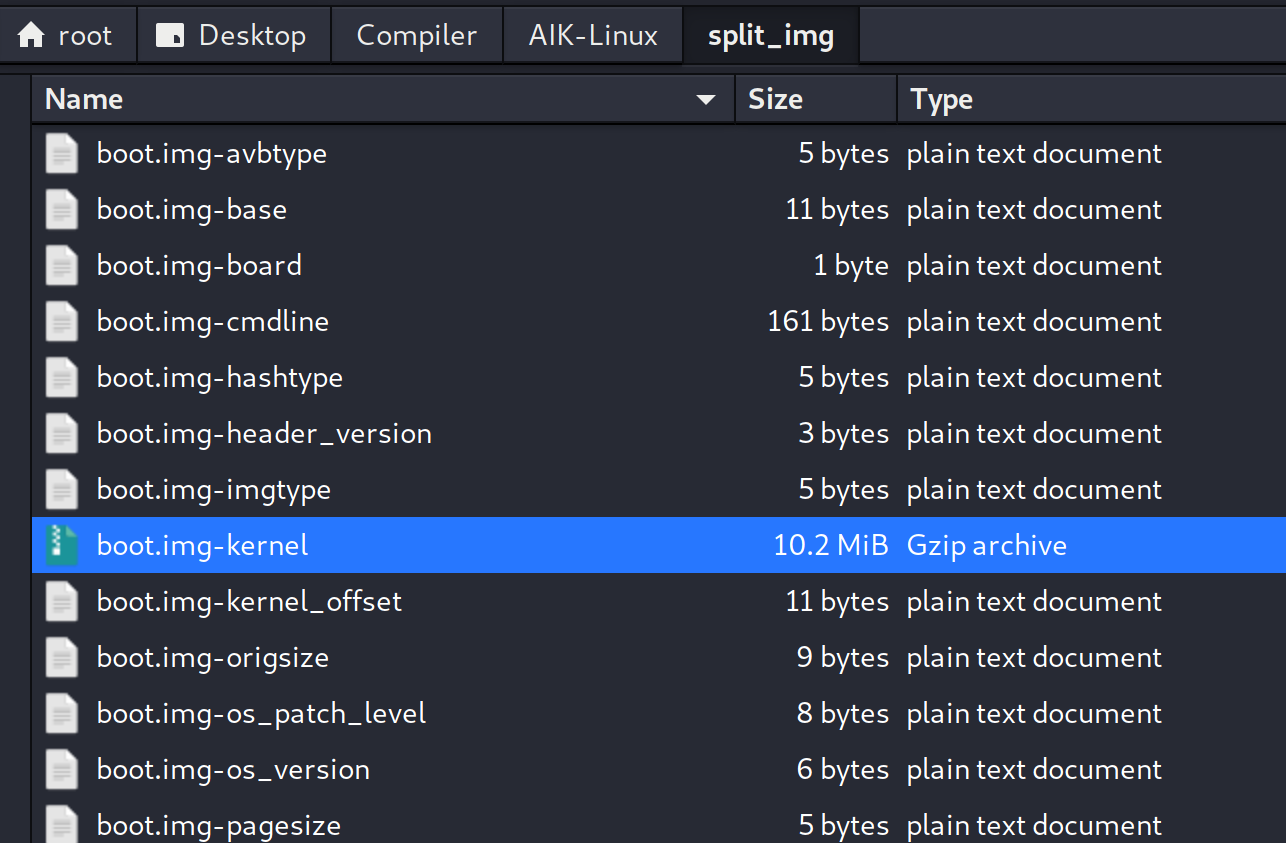 root Desktop Compiler AIK-Linux split_img
Name Size Type
boot.img-avbtype 5 bytes plain text document
boot.img-base 11 bytes plain text document
boot.img-board 1 byte plain text document
boot.img-cmdline 161 bytes plain text document
boot.img-hashtype 5 bytes plain text document
boot.img-header_version 3 bytes plain text document
boot.img-imgtype 5 bytes plain text document
boot.img-kernel 10.2 MiB Gzip archive
boot.img-kernel_offset 11 bytes plain text document
boot.img-origsize 9 bytes plain text document
boot.img-os_patch_level 8 bytes plain text document
boot.img-os_version 6 bytes plain text document
boot.img-pagesize 5 bytes plain text document